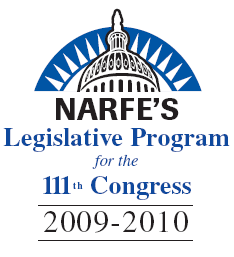 NARFE'S
Legislative Program
for the
111th Congress
2009-2010